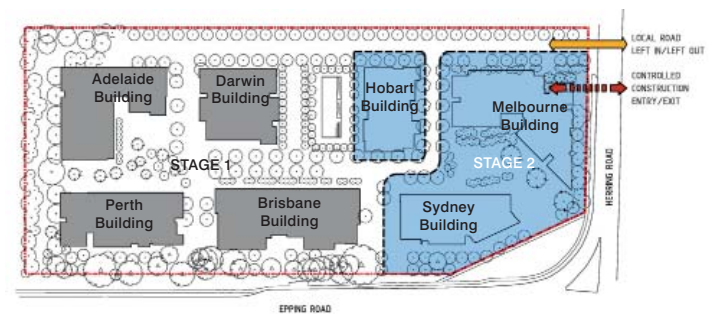 LOCAL ROAD
LEFT IN/LEFT OUT
CONTROLLED
CONSTRUCTION
ENTRY/EXIT
Adelaide
Building
Darwin
Building
Hobart
Building
Melbourne
Building
STAGE 1
STAGE 2
HERRING ROAD
Perth
Building
Brisbane
Building
Sydney
Building
EPPING ROAD